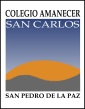 COLEGIO AMANECER
SAN CARLOS
SAN PEDRO DE LA PAZ